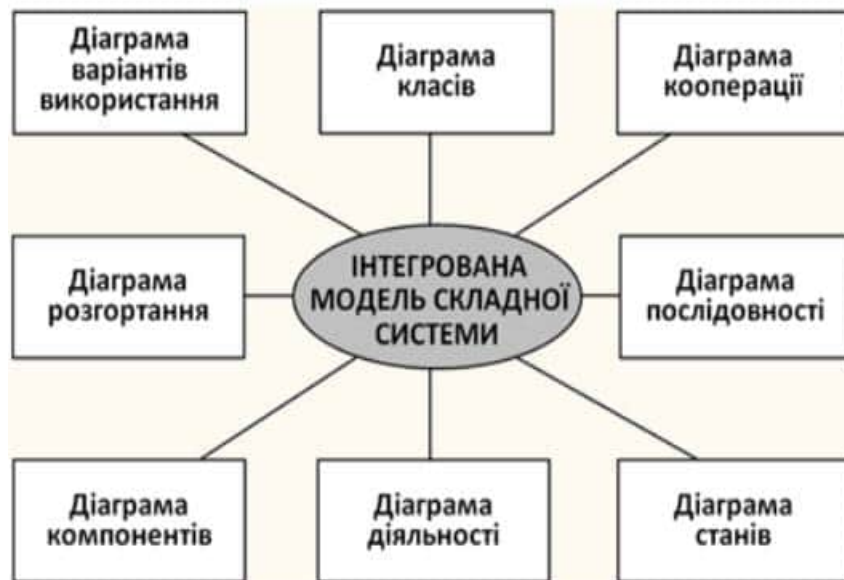 Діаграма
варіантів
використання
Діаграма
класів
Діаграма
кооперації
Діаграма
розгортання
ІНТЕГРОВАНА
МОДЕЛЬ СКЛАДНОЇ
СИСТЕМИ
Діаграма
послідовності
Діаграма
компонентів
Діаграма
діяльності
Діаграма
станів